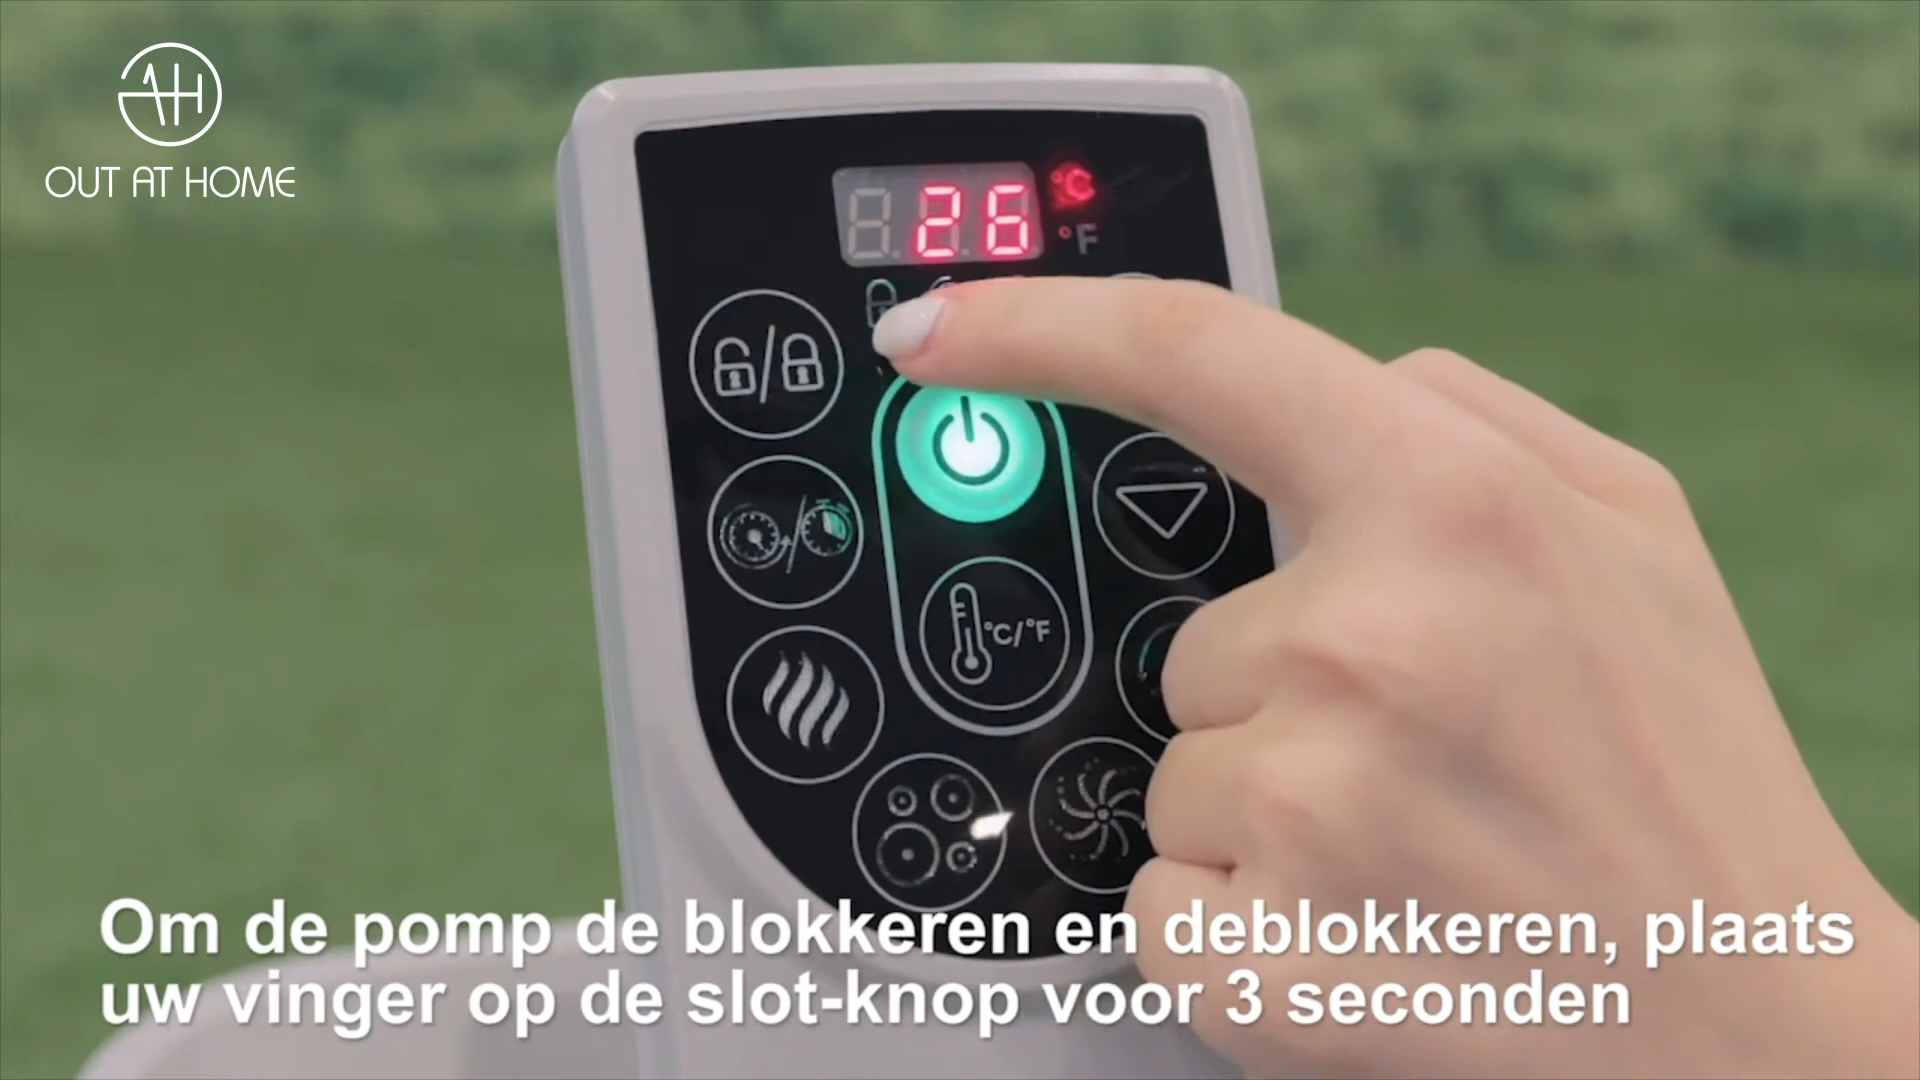 OUT AT HOME
26 °C
°F
°C/°F
Om de pomp de blokkeren en deblokkeren, plaats
uw vinger op de slot-knop voor 3 seconden